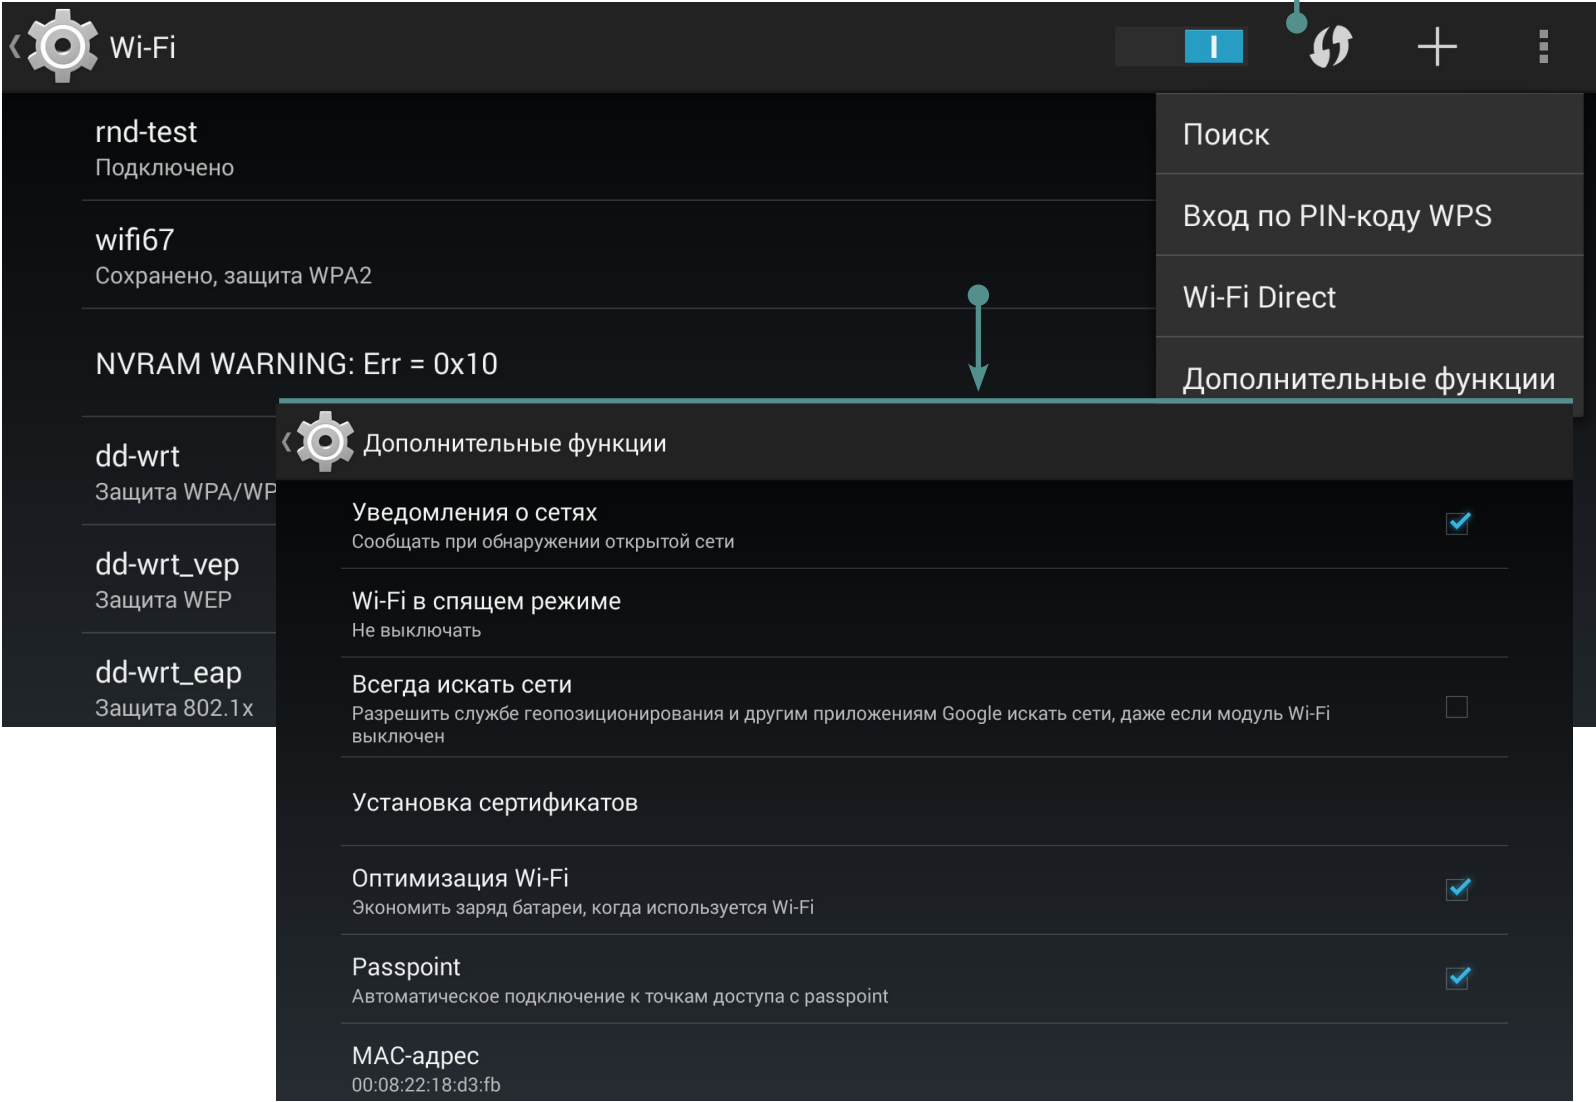 Wi-Fi
rnd-test
Подключено
wifi67
Сохранено, защита WPA2
NVRAM WARNING: Err = 0x10
dd-wrt
Защита WPA/WP
dd-wrt_vep
Защита WEP
dd-wrt_eap
Защита 802.1x
Поиск
Вход по PIN-коду WPS
Wi-Fi Direct
Дополнительные функции
Дополнительные функции
Уведомления о сетях
Сообщать при обнаружении открытой сети
Wi-Fi в спящем режиме
Не выключать
Всегда искать сети
Разрешить службе геопозиционирования и другим приложениям Google искать сети, даже если модуль Wi-Fi
выключен
Установка сертификатов
Оптимизация Wi-Fi
Экономить заряд батареи, когда используется Wi-Fi
Passpoint
Автоматическое подключение к точкам доступа с passpoint
MAC-адрес
00:08:22:18:d3:fb